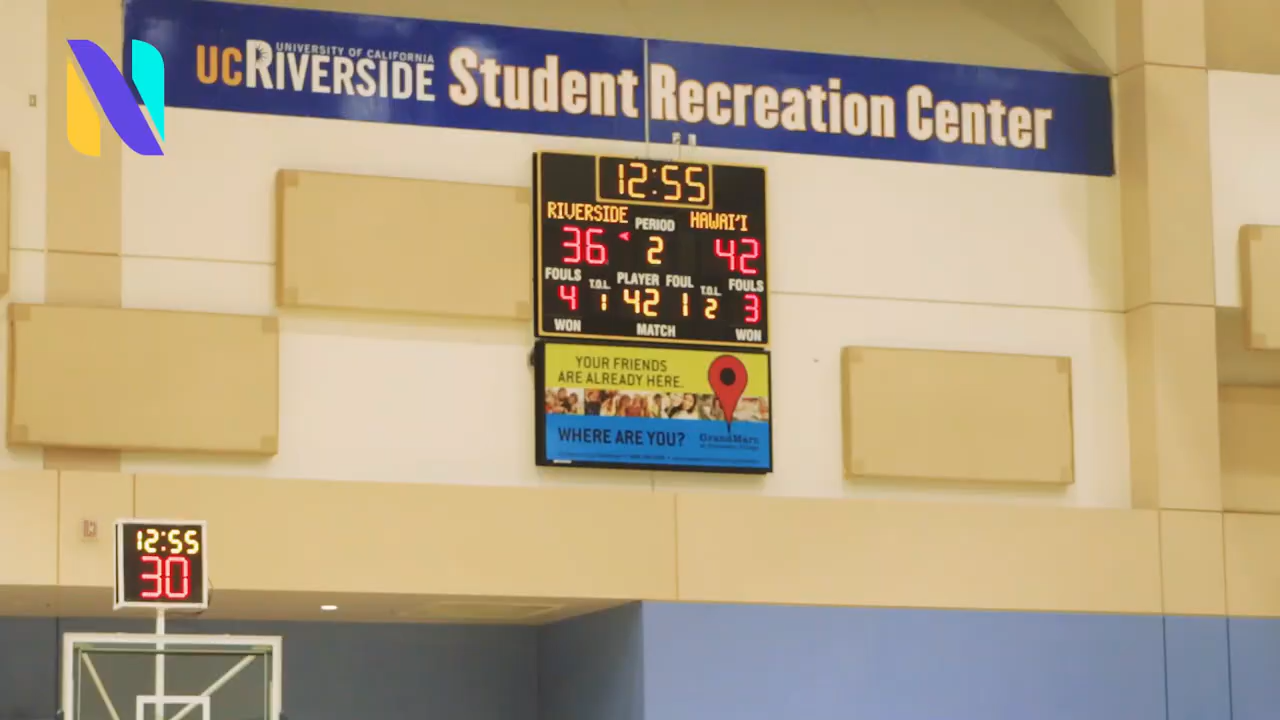 UNIVERSITY OF CALIFORNIA
UCRIVERSIDE Student Recreation Center
12:55
RIVERSIDE PERIOD HAWAI'I
36 2 42
FOULS T.O.L. PLAYER FOUL T.O.L. FOULS
4 1 42 1 2 3
WON MATCH WON
YOUR FRIENDS
ARE ALREADY HERE.
WHERE ARE YOU? GrandMarc
12:55
30